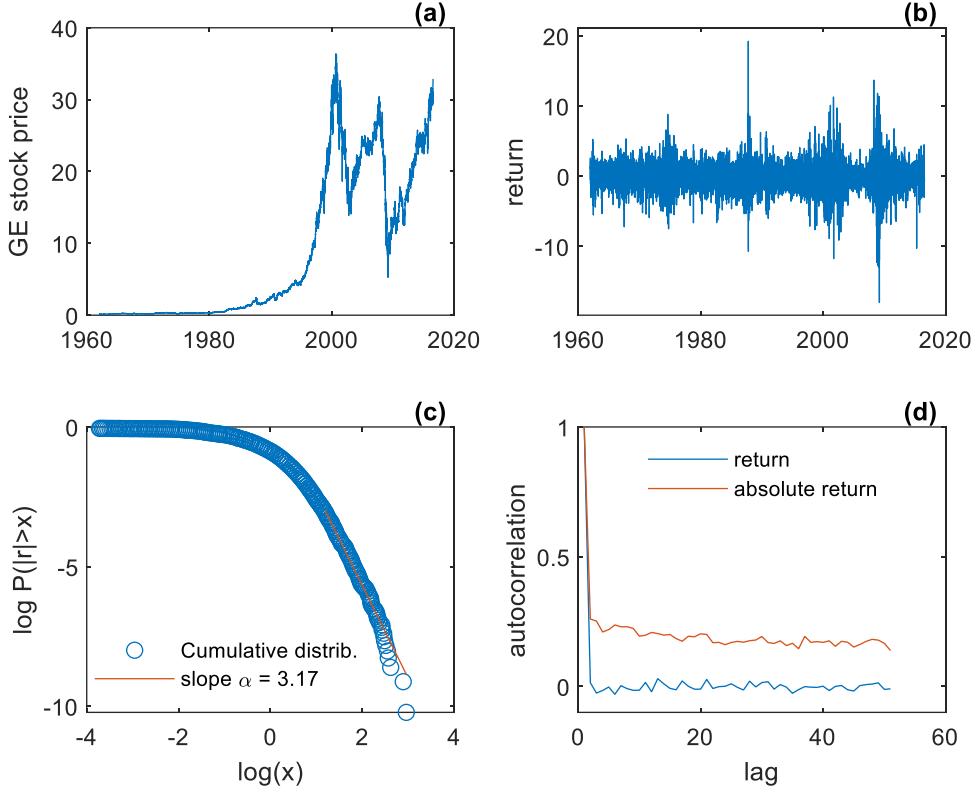 (a)
40
30
20
10
0
GE stock price
1960
1980
2000
2020
(b)
20
10
0
-10
return
1960
1980
2000
2020
(c)
0
-5
-10
log P(|r|>x)
Cumulative distrib.
slope α = 3.17
-4
-2
0
2
4
log(x)
(d)
1
0.5
0
autocorrelation
return
absolute return
0
20
40
60
lag